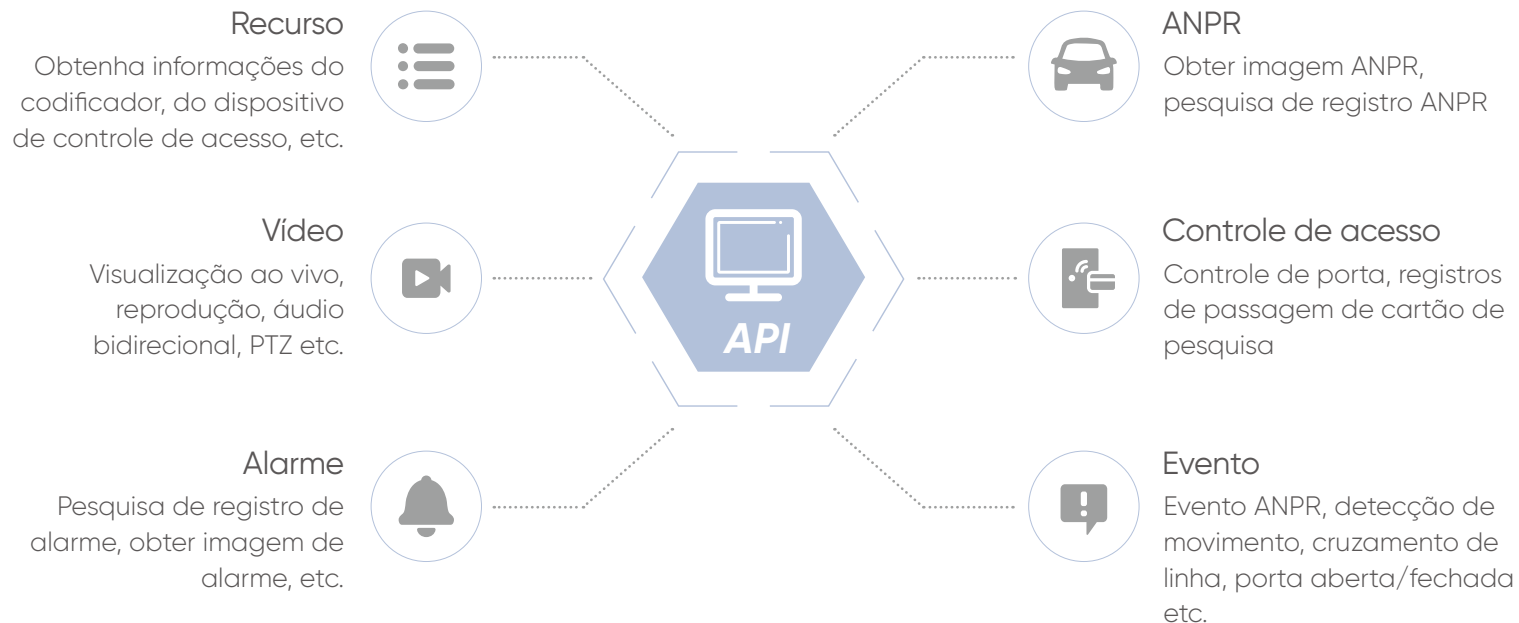 Recurso
Obtenha informações do
codificador, do dispositivo
de controle de acesso, etc.
Vídeo
Visualização ao vivo,
reprodução, áudio
bidirecional, PTZ etc.
Alarme
Pesquisa de registro de
alarme, obter imagem de
alarme, etc.
API
ANPR
Obter imagem ANPR,
pesquisa de registro ANPR
Controle de acesso
Controle de porta, registros
de passagem de cartão de
pesquisa
Evento
Evento ANPR, detecção de
movimento, cruzamento de
linha, porta aberta/fechada
etc.